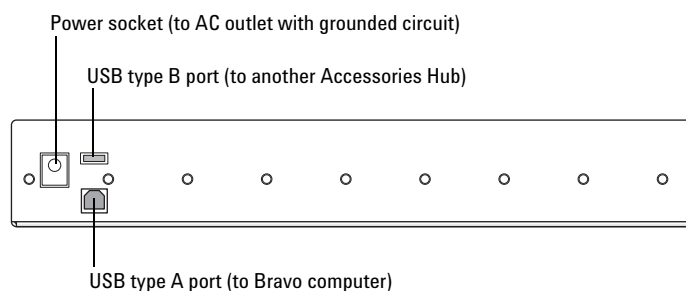 Power socket (to AC outlet with grounded circuit)
USB type B port (to another Accessories Hub)
USB type A port (to Bravo computer)